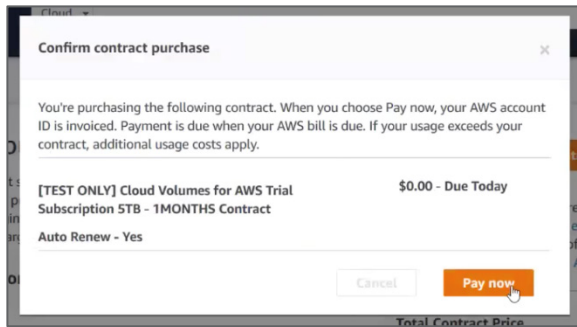 Cloud
Confirm contract purchase
×
You're purchasing the following contract. When you choose Pay now, your AWS account
ID is invoiced. Payment is due when your AWS bill is due. If your usage exceeds your
contract, additional usage costs apply.
[TEST ONLY] Cloud Volumes for AWS Trial $0.00 - Due Today
Subscription 5TB - 1MONTHS Contract
Auto Renew - Yes
Cancel Pay now
Total Contract Price